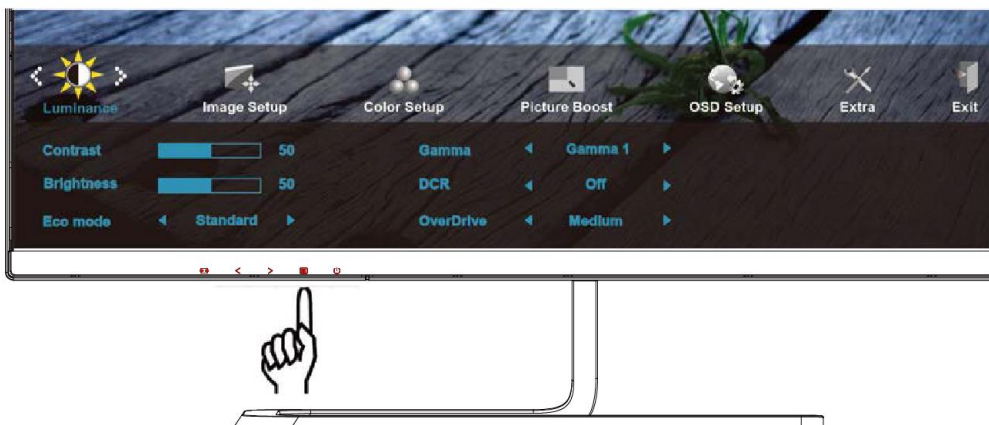 Luminance Image Setup Color Setup Picture Boost OSD Setup Extra Exit
Contrast 50 Gamma Gamma 1
Brightness 50 DCR Off
Eco mode Standard OverDrive Medium